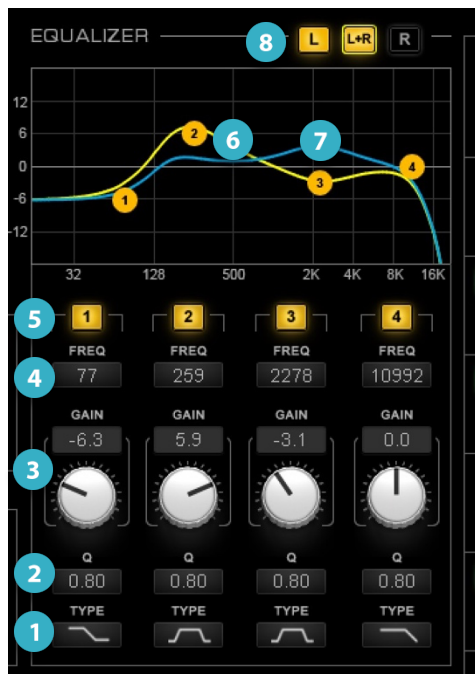 EQUALIZER 8 L L+R R
12
6 2 6 7
0 4
-6 1 3
-12
32 128 500 2K 4K 8K 16K
5 1 2 3 4
FREQ FREQ FREQ FREQ
4 77 259 2278 10992
GAIN GAIN GAIN GAIN
-6.3 5.9 -3.1 0.0
3
Q Q Q Q
2 0.80 0.80 0.80 0.80
TYPE TYPE TYPE TYPE
1